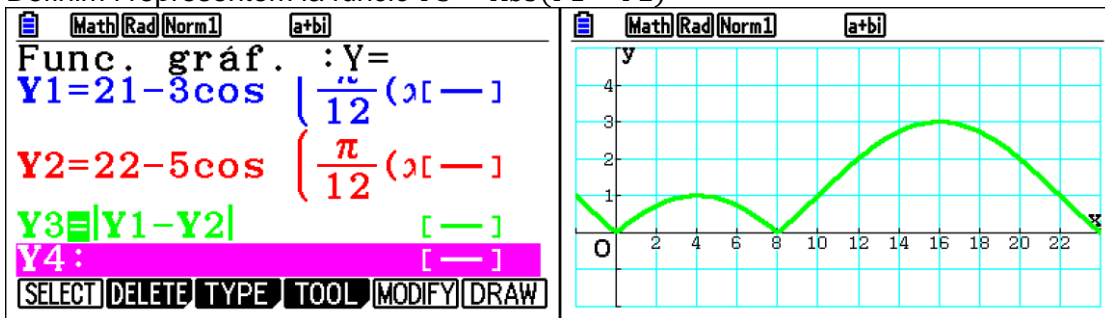 Math Rad Norm1 a+bi
Func. gráf. :Y=
Y1=21-3cos (π/12( [—]
Y2=22-5cos (π/12( [—]
Y3=|Y1-Y2| [—]
Y4: [—]
SELECT DELETE TYPE TOOL MODIFY DRAW
Math Rad Norm1 a+bi
y
4
3
2
1
x
O 2 4 6 8 10 12 14 16 18 20 22